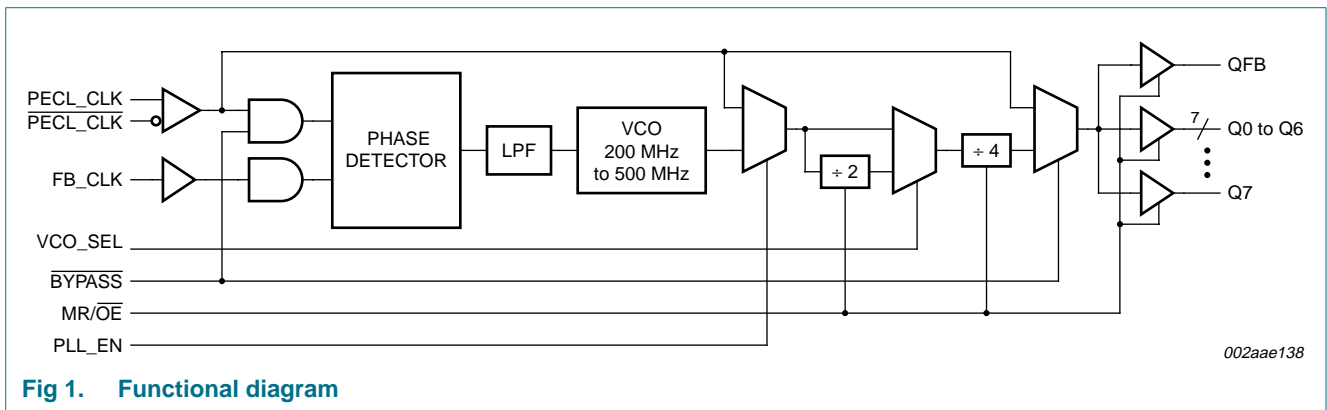 PECL_CLK
PECL_CLK
FB_CLK
VCO_SEL
BYPASS
MR/OE
PLL_EN
PHASE
DETECTOR
LPF
VCO
200 MHz
to 500 MHz
÷ 2
÷ 4
QFB
7
Q0 to Q6
Q7
002aae138
Fig 1. Functional diagram